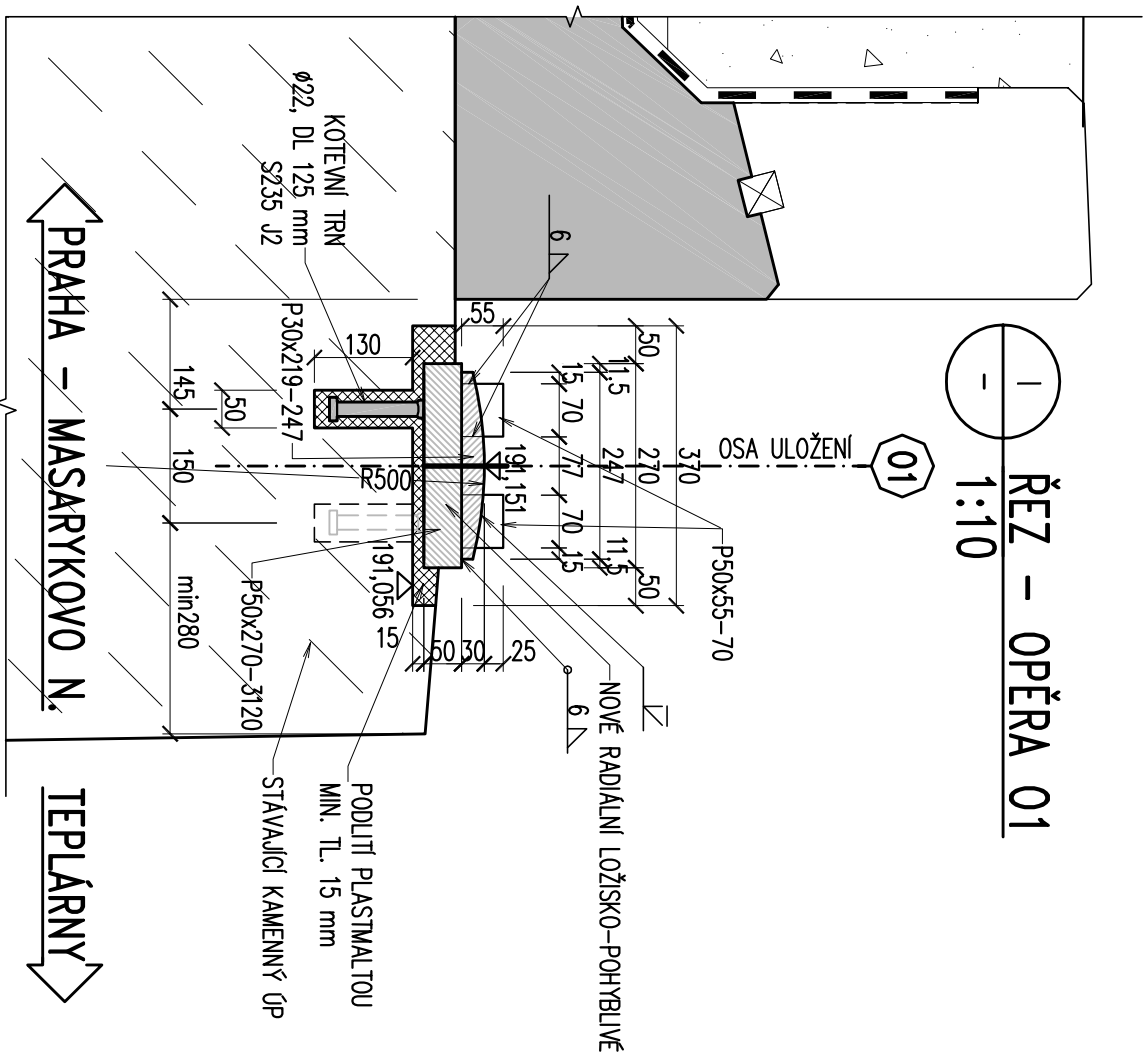 ŘEZ - OPĚRA O1
1:10
O1
OSA ULOŽENÍ
370
50
270
50
11,5
247
11,5
15
70
77
70
15
P50x55-70
55
6
191,151
R500
NOVÉ RADIÁLNÍ LOŽISKO-POHYBLIVÉ
6
25
30
50
15
191,056
130
P30x219-247
KOTEVNÍ TRN
ø22, DL 125 mm
S235 J2
P50x270-3120
50
145
150
min280
PODLITÍ PLASTMALTOU
MIN. TL. 15 mm
STÁVAJÍCÍ KAMENNÝ ÚP
PRAHA - MASARYKOVO N.
TEPLÁRNY